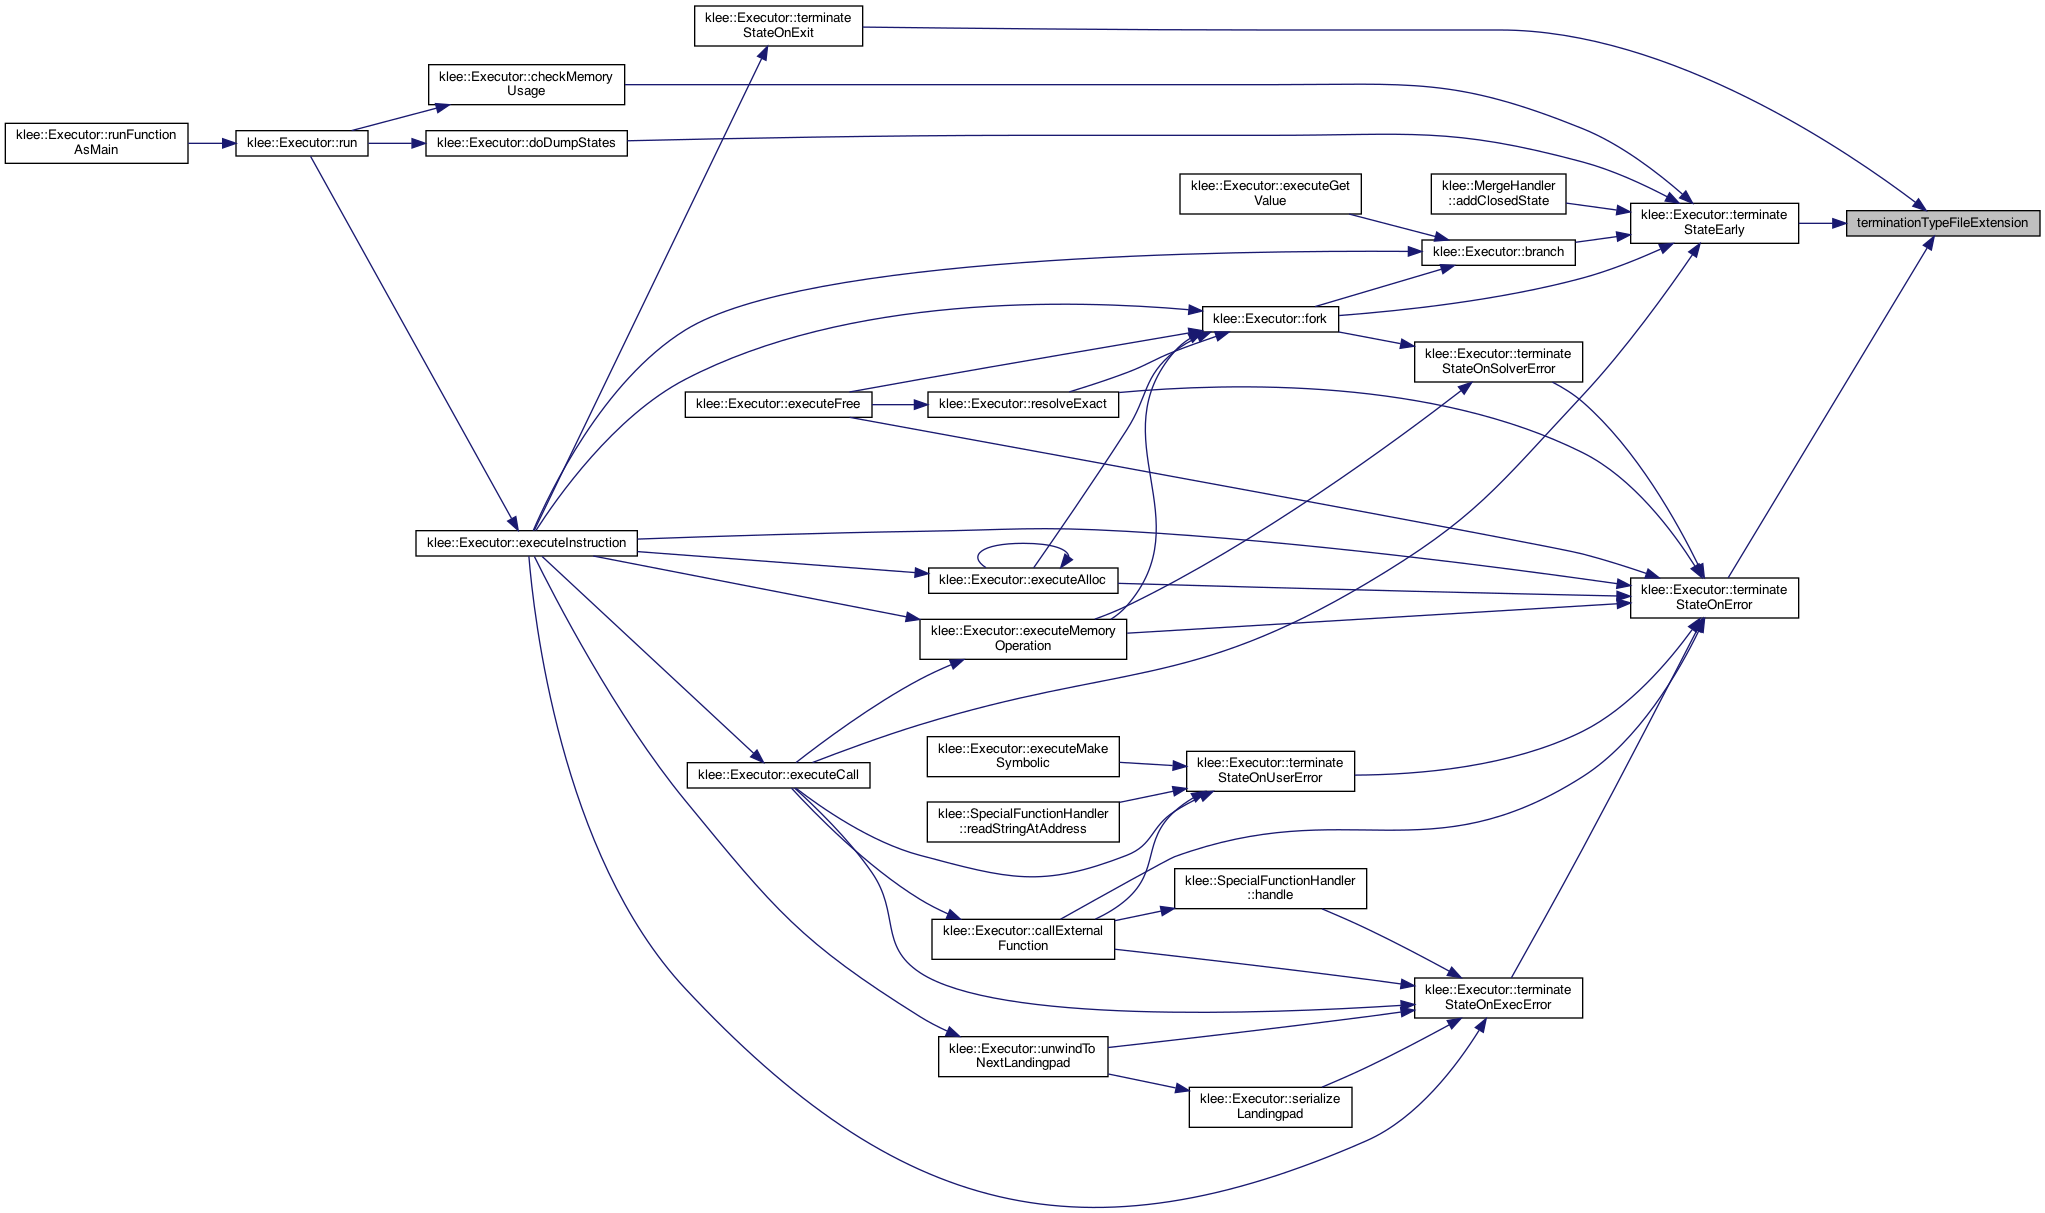 klee::Executor::terminate
StateOnExit
klee::Executor::checkMemory
Usage
klee::Executor::runFunction
AsMain
klee::Executor::run
klee::Executor::doDumpStates
klee::Executor::executeGet
Value
klee::MergeHandler
::addClosedState
klee::Executor::terminate
StateEarly
terminationTypeFileExtension
klee::Executor::branch
klee::Executor::fork
klee::Executor::terminate
StateOnSolverError
klee::Executor::executeFree
klee::Executor::resolveExact
klee::Executor::executeInstruction
klee::Executor::executeAlloc
klee::Executor::terminate
StateOnError
klee::Executor::executeMemory
Operation
klee::Executor::executeMake
Symbolic
klee::Executor::terminate
StateOnUserError
klee::Executor::executeCall
klee::SpecialFunctionHandler
::readStringAtAddress
klee::SpecialFunctionHandler
::handle
klee::Executor::callExternal
Function
klee::Executor::terminate
StateOnExecError
klee::Executor::unwindTo
NextLandingpad
klee::Executor::serialize
Landingpad